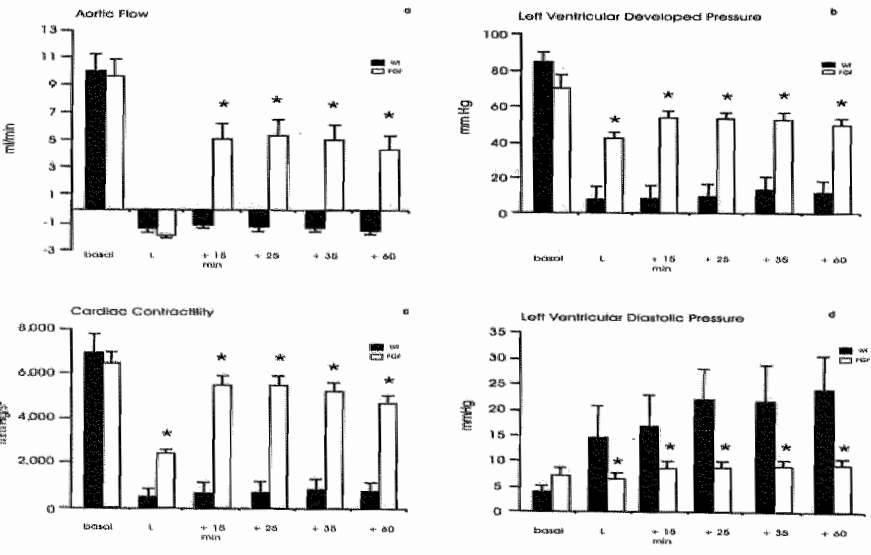 Aortic Flow
a
13
11
9
7
5
3
1
-1
-3
ml/min
WT
FGF
*
*
*
*
basal
L
+ 15
min
+ 25
+ 35
+ 60
Left Ventricular Developed Pressure
b
100
80
60
40
20
0
mm Hg
WT
FGF
*
*
*
*
*
basal
L
+ 15
min
+ 25
+ 35
+ 60
Cardiac Contractility
8,000
6,000
4,000
2,000
0
WT
FGF
*
*
*
*
*
basal
L
+ 15
min
+ 25
+ 35
+ 60
Left Ventricular Diastolic Pressure
d
35
30
25
20
15
10
5
0
mmHg
WT
FGF
*
*
*
*
*
basal
L
+ 15
min
+ 25
+ 35
+ 60